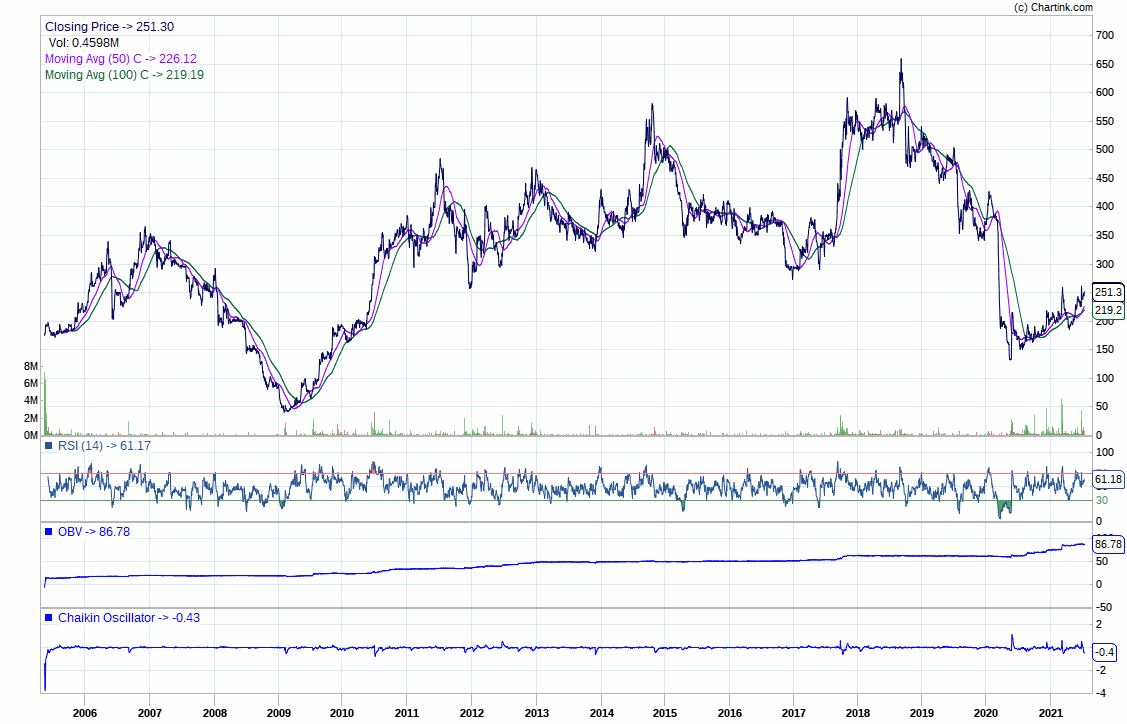 (c) Chartink.com
Closing Price -> 251.30
Vol: 0.4598M
Moving Avg (50) C -> 226.12
Moving Avg (100) C -> 219.19
700
650
600
550
500
450
400
350
300
251.3
219.2
200
150
100
50
0
8M
6M
4M
2M
0M
RSI (14) -> 61.17
100
61.18
30
0
OBV -> 86.78
86.78
50
0
-50
Chaikin Oscillator -> -0.43
2
-0.4
-2
-4
2006 2007 2008 2009 2010 2011 2012 2013 2014 2015 2016 2017 2018 2019 2020 2021